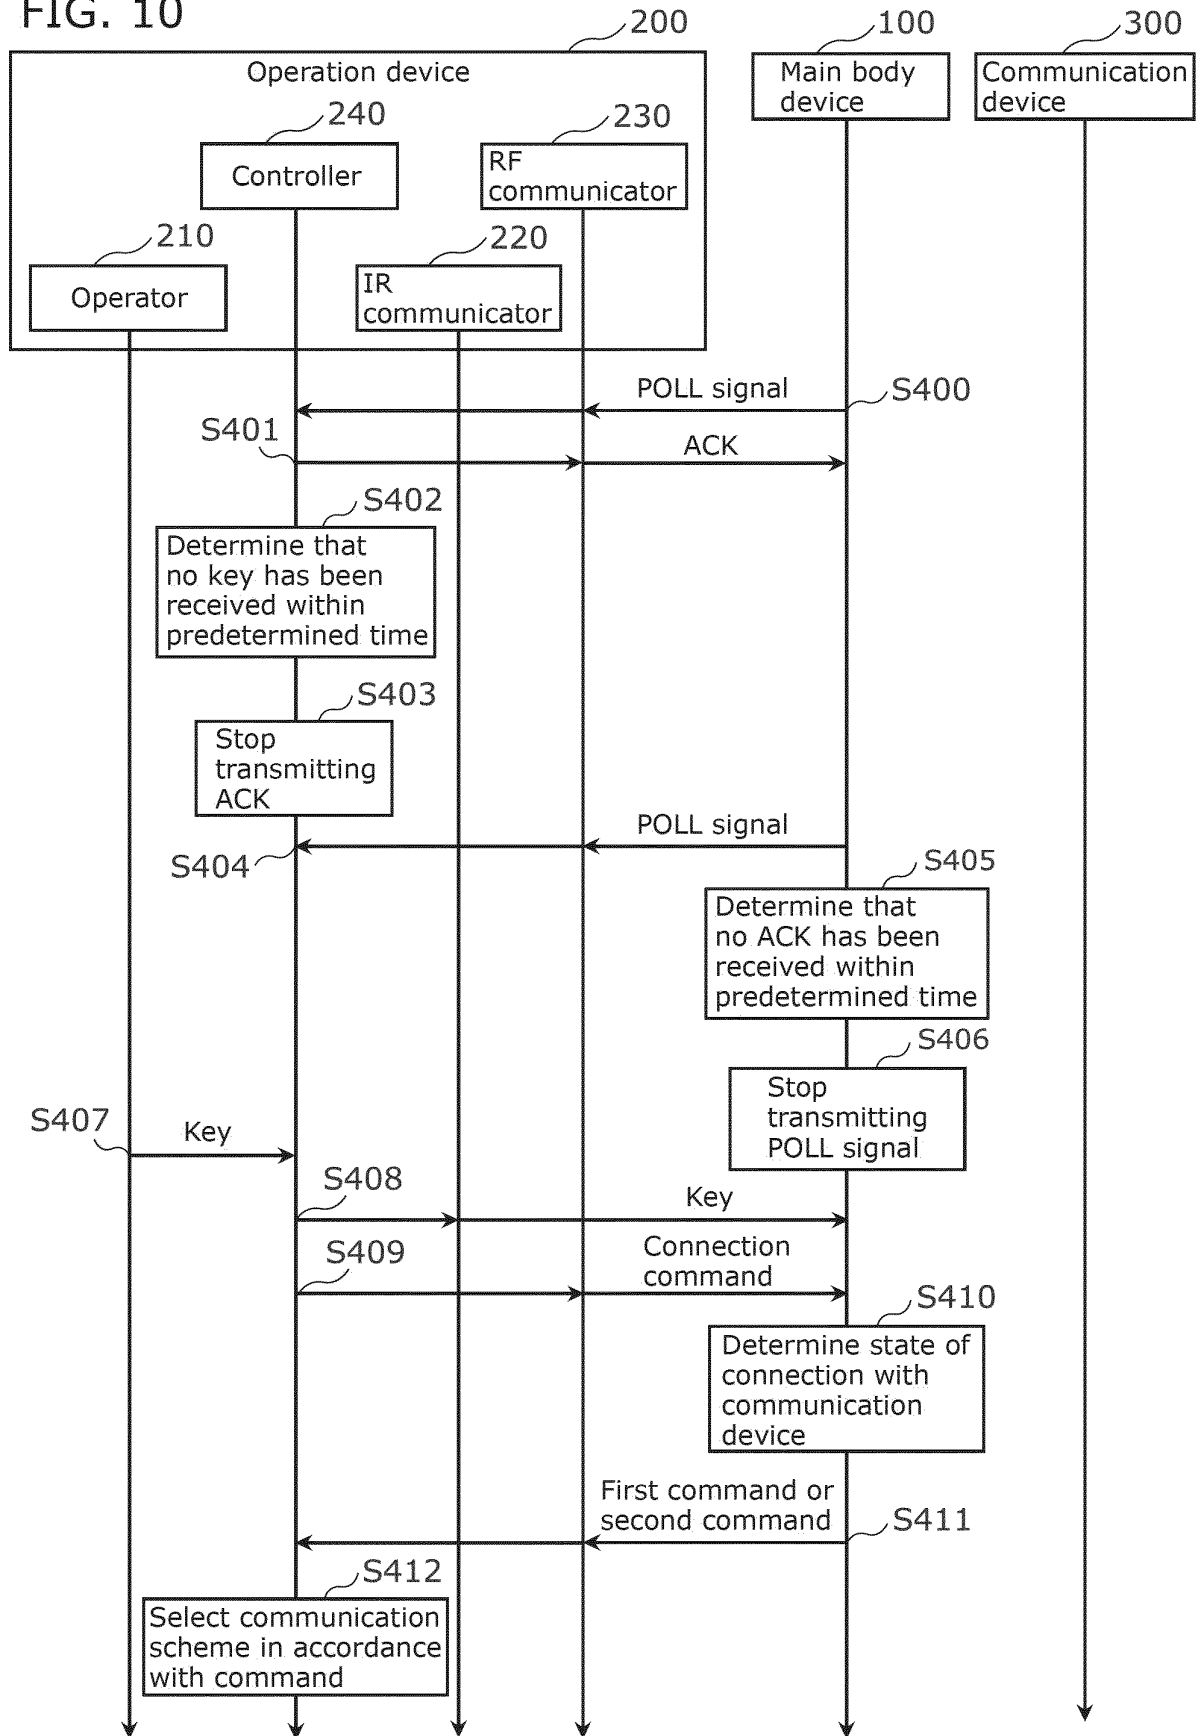 FIG. 10
200
100
300
Operation device
Main body
device
Communication
device
240
230
Controller
RF
communicator
210
220
Operator
IR
communicator
POLL signal
S400
S401
ACK
S402
Determine that
no key has been
received within
predetermined time
S403
Stop
transmitting
ACK
POLL signal
S404
S405
Determine that
no ACK has been
received within
predetermined time
S406
Stop
transmitting
POLL signal
S407
Key
S408
Key
S409
Connection
command
S410
Determine state of
connection with
communication
device
First command or
second command
S411
S412
Select communication
scheme in accordance
with command